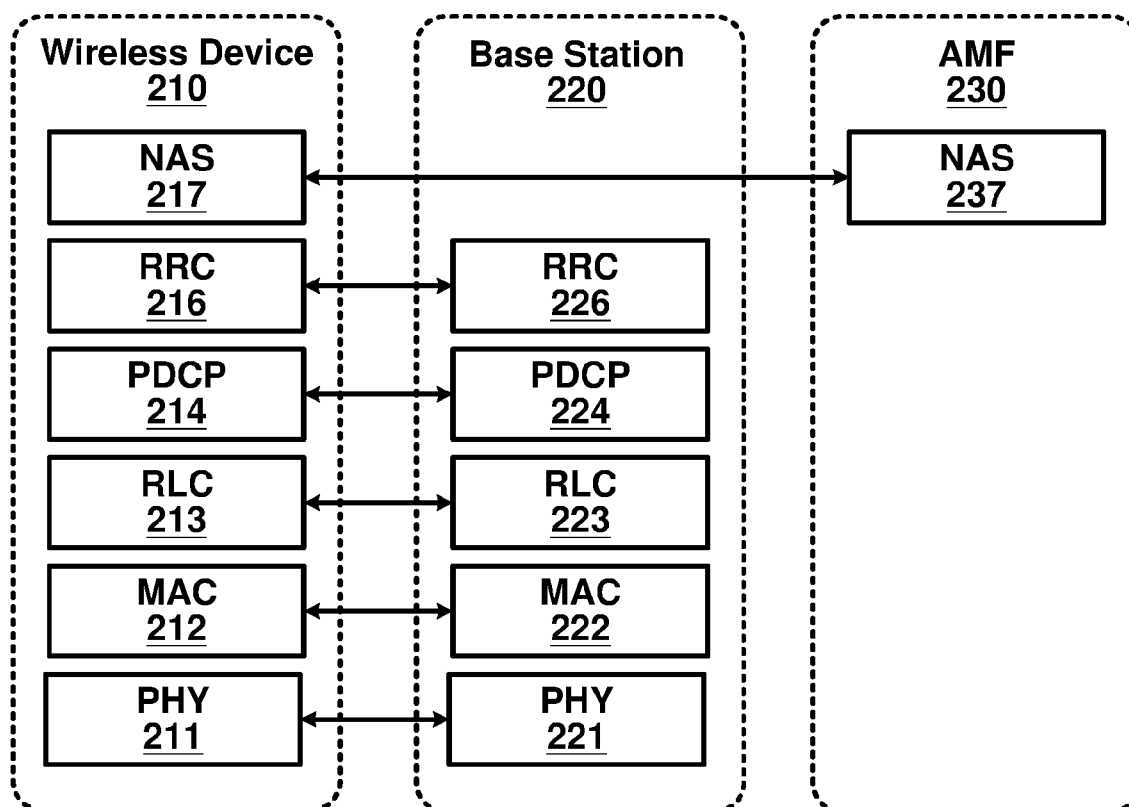 Wireless Device
210
Base Station
220
AMF
230
NAS
217
NAS
237
RRC
216
RRC
226
PDCP
214
PDCP
224
RLC
213
RLC
223
MAC
212
MAC
222
PHY
211
PHY
221